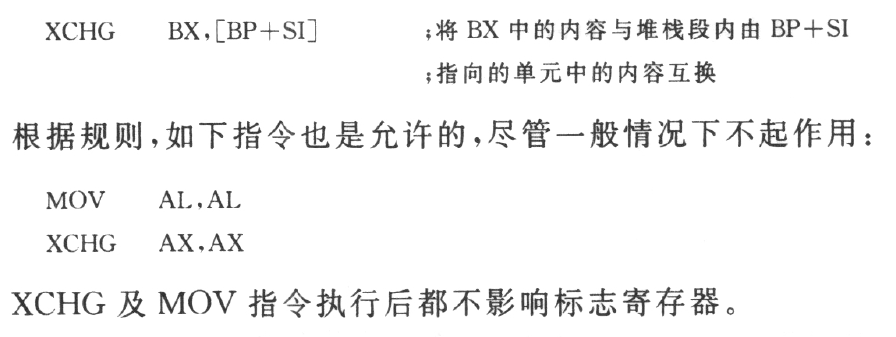 XCHG BX,[BP+SI] ;将 BX 中的内容与堆栈段内由 BP+SI
;指向的单元中的内容互换
根据规则,如下指令也是允许的,尽管一般情况下不起作用:
MOV AL,AL
XCHG AX,AX
XCHG 及 MOV 指令执行后都不影响标志寄存器。